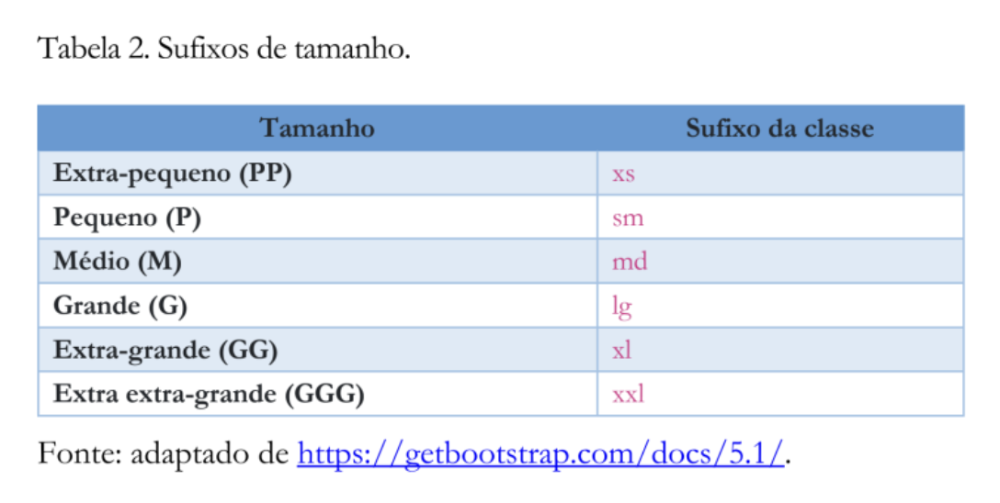 Tabela 2. Sufixos de tamanho.
Tamanho Sufixo da classe
Extra-pequeno (PP) xs
Pequeno (P) sm
Médio (M) md
Grande (G) lg
Extra-grande (GG) xl
Extra extra-grande (GGG) xxl
Fonte: adaptado de https://getbootstrap.com/docs/5.1/.